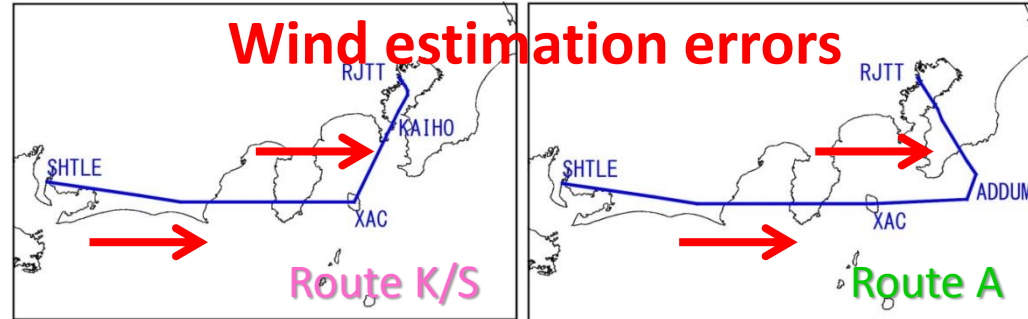 Wind estimation errors
RJTT
KAIHO
SHTLE
XAC
Route K/S
RJTT
SHTLE
ADDUM
XAC
Route A